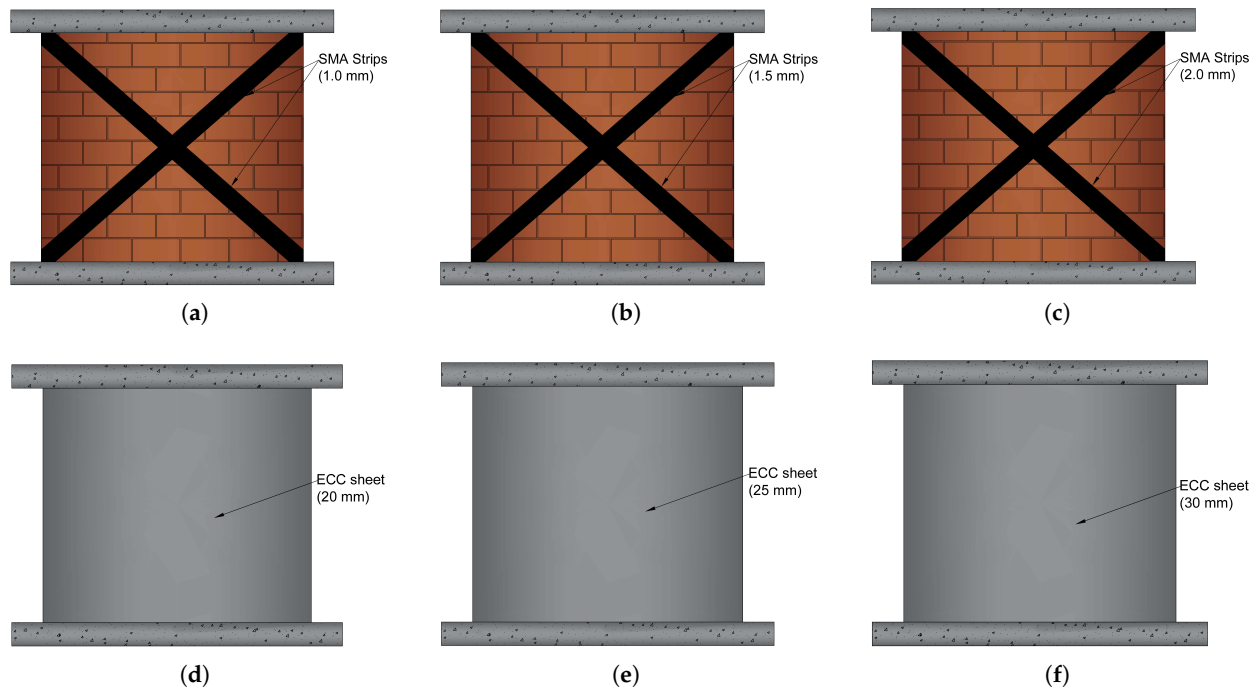 SMA Strips
(1.0 mm)
SMA Strips
(1.5 mm)
SMA Strips
(2.0 mm)
(a)
(b)
(c)
ECC sheet
(20 mm)
ECC sheet
(25 mm)
ECC sheet
(30 mm)
(d)
(e)
(f)